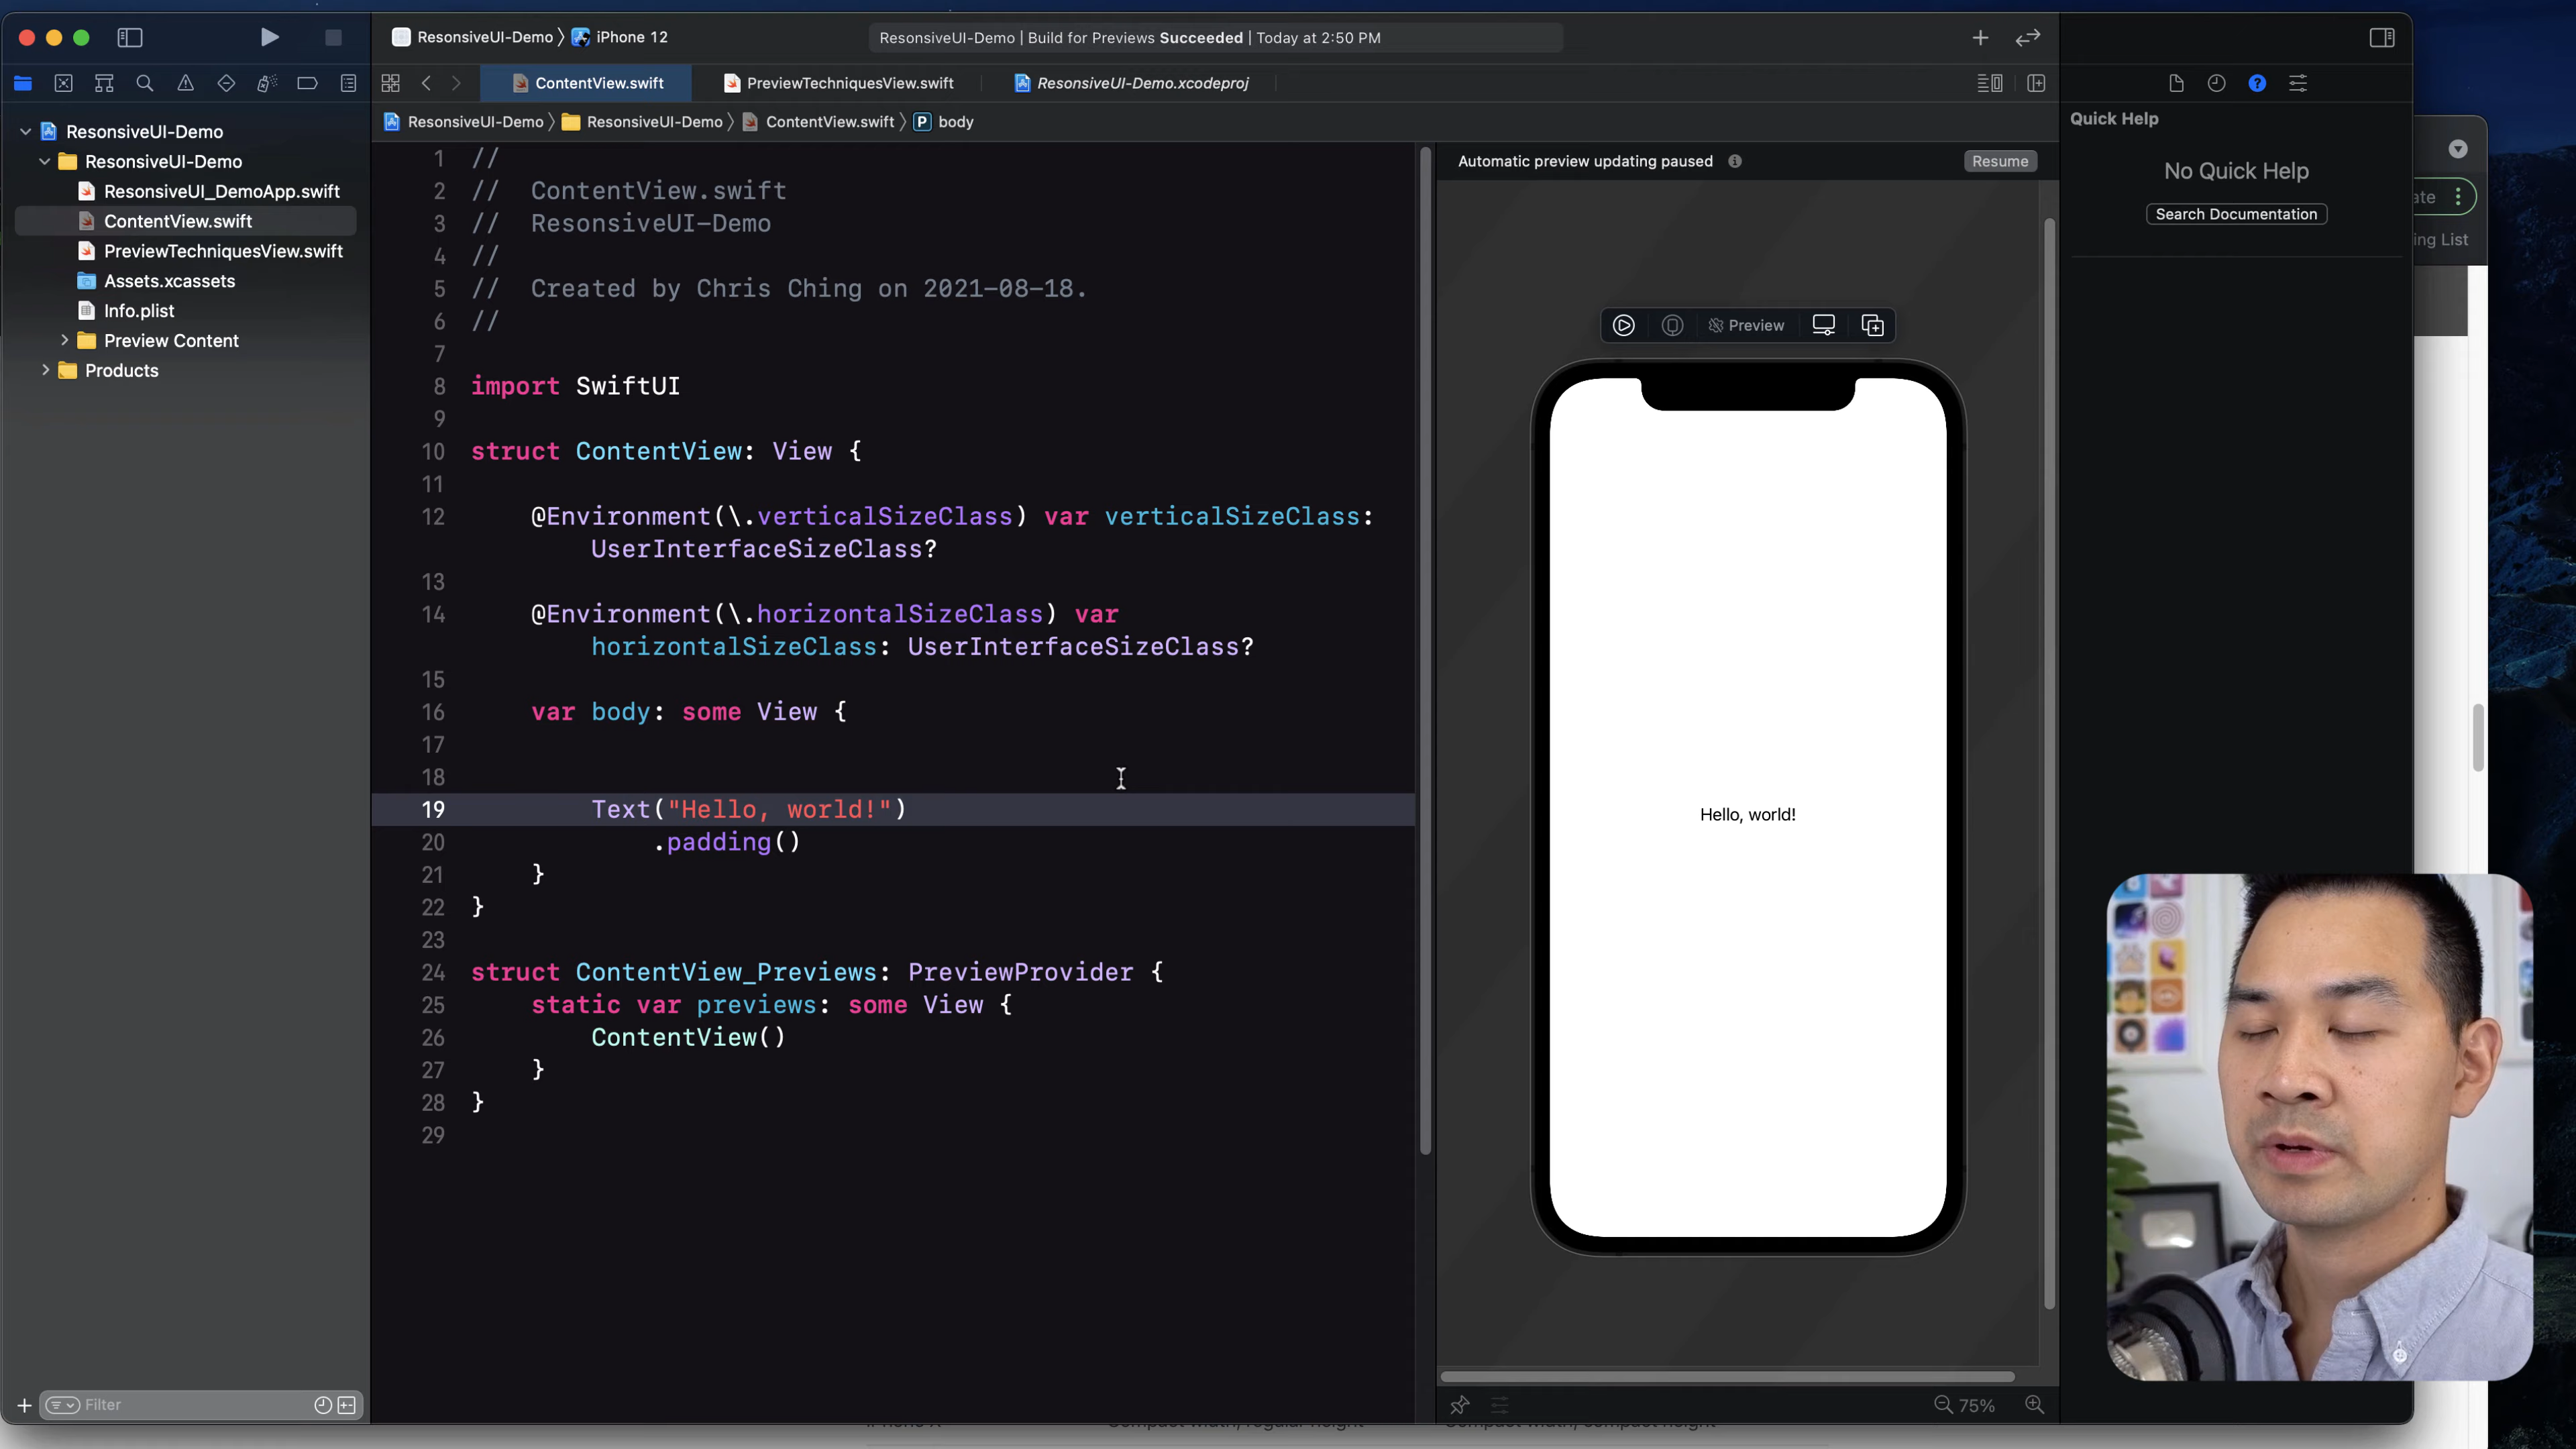 ResonsiveUI-Demo
iPhone 12
ResonsiveUI-Demo | Build for Previews Succeeded | Today at 2:50 PM
ContentView.swift
PreviewTechniquesView.swift
ResonsiveUI-Demo.xcodeproj
ResonsiveUI-Demo
ResonsiveUI-Demo
ContentView.swift
P body
ResonsiveUI-Demo
ResonsiveUI-Demo
ResonsiveUI_DemoApp.swift
ContentView.swift
PreviewTechniquesView.swift
Assets.xcassets
Info.plist
Preview Content
Products
Filter
1 //
2 //  ContentView.swift
3 //  ResonsiveUI-Demo
4 //
5 //  Created by Chris Ching on 2021-08-18.
6 //
7
8 import SwiftUI
9
10 struct ContentView: View {
11
12     @Environment(\.verticalSizeClass) var verticalSizeClass:
UserInterfaceSizeClass?
13
14     @Environment(\.horizontalSizeClass) var
horizontalSizeClass: UserInterfaceSizeClass?
15
16     var body: some View {
17
18
19         Text("Hello, world!")
20             .padding()
21     }
22 }
23
24 struct ContentView_Previews: PreviewProvider {
25     static var previews: some View {
26         ContentView()
27     }
28 }
29
Automatic preview updating paused
Resume
Preview
Hello, world!
75%
Quick Help
No Quick Help
Search Documentation
ate
ing List